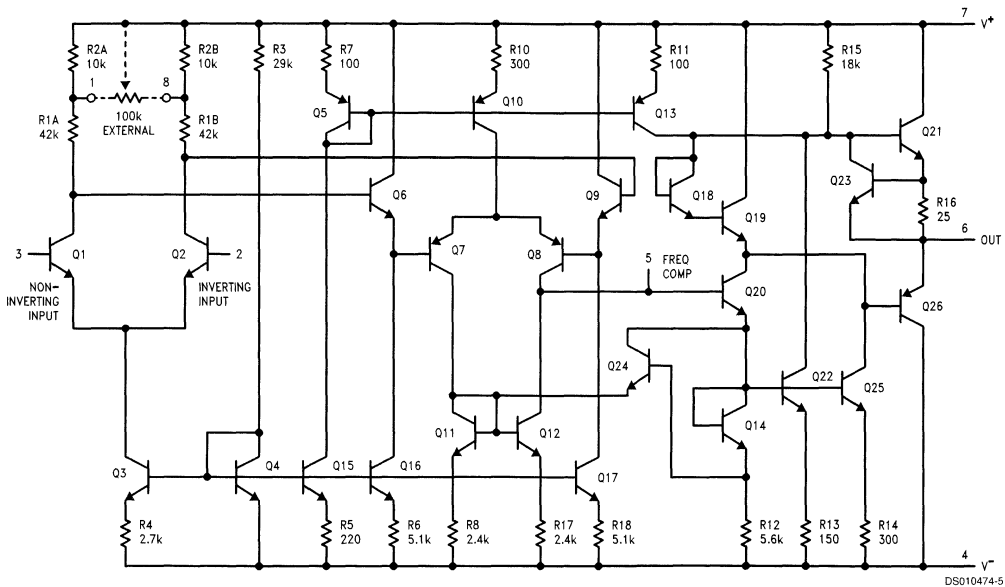 7 V+
R2A
10k
R2B
10k
R3
29k
R7
100
R10
300
R11
100
R15
18k
1
8
100k
EXTERNAL
Q5
Q10
Q13
R1A
42k
R1B
42k
Q21
Q6
Q9
Q18
Q23
R16
25
Q19
6
OUT
3
Q1
Q2
2
Q7
Q8
5
FREQ
COMP
NON-
INVERTING
INPUT
INVERTING
INPUT
Q20
Q26
Q24
Q22
Q25
Q11
Q12
Q14
Q3
Q4
Q15
Q16
Q17
R4
2.7k
R5
220
R6
5.1k
R8
2.4k
R17
2.4k
R18
5.1k
R12
5.6k
R13
150
R14
300
4 V-
DS010474-5